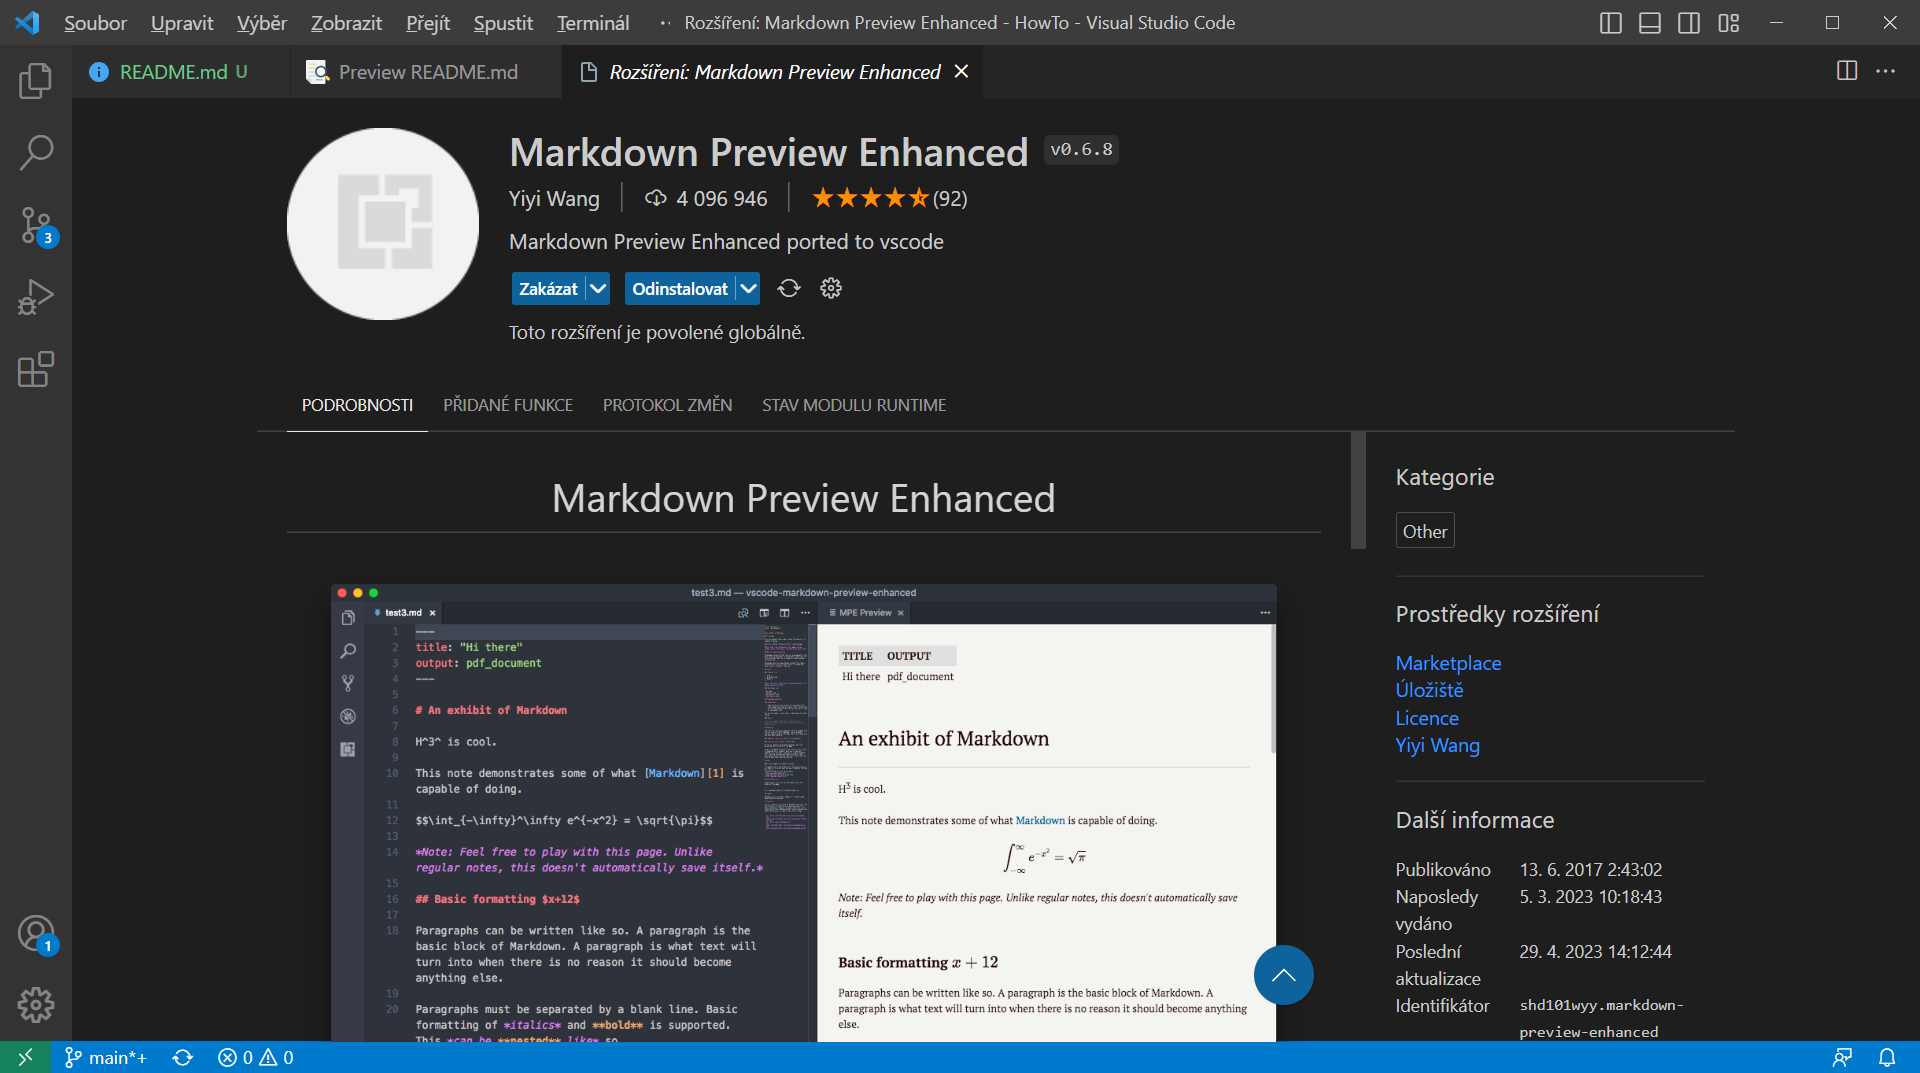 Soubor Upravit Výběr Zobrazit Přejít Spustit Terminál ·· Rozšíření: Markdown Preview Enhanced - HowTo - Visual Studio Code
README.md U Preview README.md Rozšíření: Markdown Preview Enhanced
Markdown Preview Enhanced v0.6.8
Yiyi Wang 4 096 946 (92)
Markdown Preview Enhanced ported to vscode
Zakázat Odinstalovat
Toto rozšíření je povolené globálně.
3
PODROBNOSTI PŘIDANÉ FUNKCE PROTOKOL ZMĚN STAV MODULU RUNTIME
Markdown Preview Enhanced
test3.md — vscode-markdown-preview-enhanced
test3.md MPE Preview
1 ---
2 title: "Hi there"
3 output: pdf_document
4 ---
5
6 # An exhibit of Markdown
7
8 H^3^ is cool.
9
10 This note demonstrates some of what [Markdown][1] is
capable of doing.
11
12 $$\int_{-\infty}^\infty e^{-x^2} = \sqrt{\pi}$$
13
14 *Note: Feel free to play with this page. Unlike
regular notes, this doesn't automatically save itself.*
15
16 ## Basic formatting $x+12$
17
18 Paragraphs can be written like so. A paragraph is the
basic block of Markdown. A paragraph is what text will
turn into when there is no reason it should become
anything else.
19
20 Paragraphs must be separated by a blank line. Basic
formatting of *italics* and **bold** is supported.
This *can be **nested** like* so.
TITLE OUTPUT
Hi there pdf_document
An exhibit of Markdown
H³ is cool.
This note demonstrates some of what Markdown is capable of doing.
∫_{-∞}^{∞} e^{-x²} = √π
Note: Feel free to play with this page. Unlike regular notes, this doesn't automatically save
itself.
Basic formatting x + 12
Paragraphs can be written like so. A paragraph is the basic block of Markdown. A
paragraph is what text will turn into when there is no reason it should become anything
else.
Kategorie
Other
Prostředky rozšíření
Marketplace
Úložiště
Licence
Yiyi Wang
Další informace
Publikováno 13. 6. 2017 2:43:02
Naposledy 5. 3. 2023 10:18:43
vydáno
Poslední 29. 4. 2023 14:12:44
aktualizace
Identifikátor shd101wyy.markdown-
preview-enhanced
1
main*+ 0 0